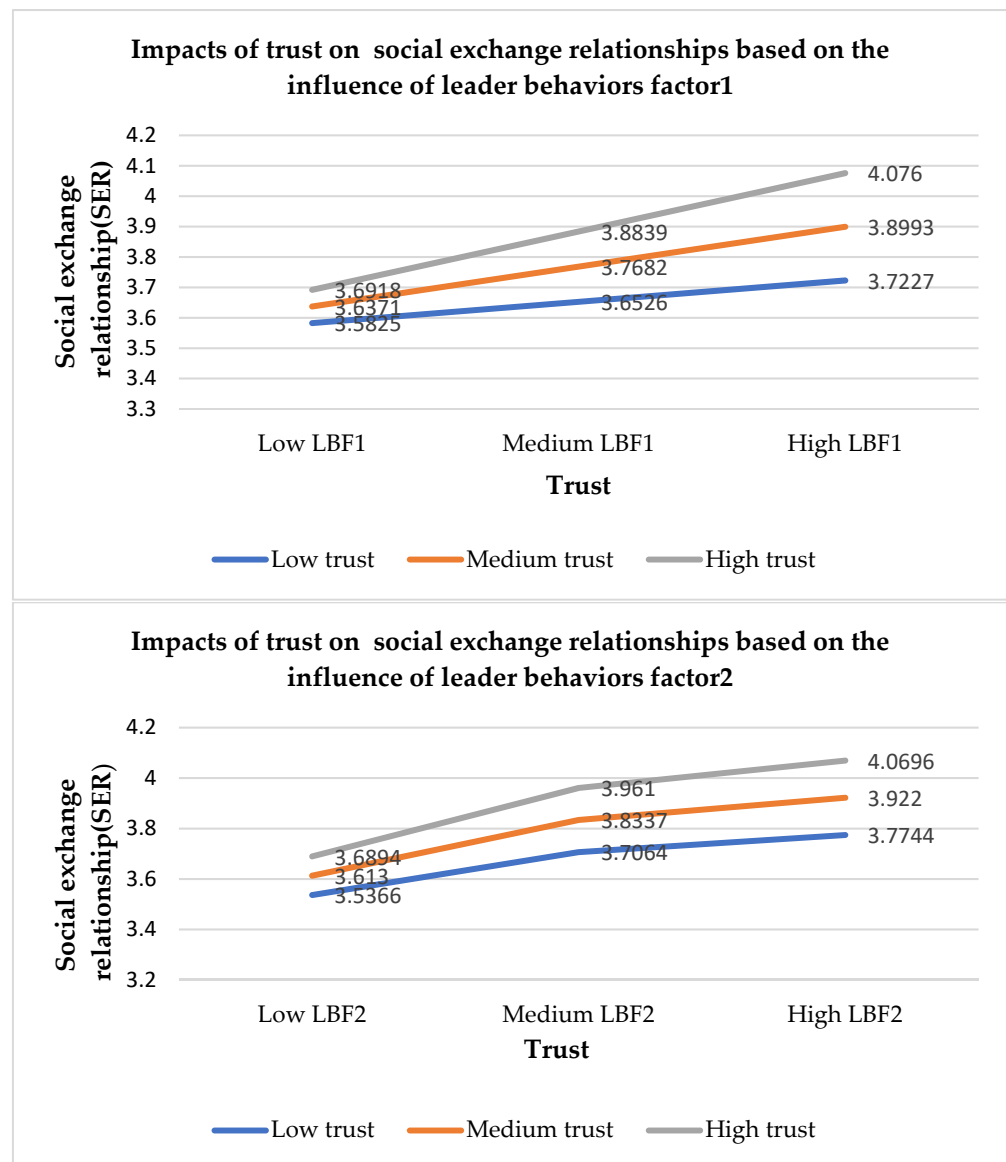 Impacts of trust on  social exchange relationships based on the
influence of leader behaviors factor1
Social exchange
relationship(SER)
4.2
4.1
4
3.9
3.8
3.7
3.6
3.5
3.4
3.3
3.6918
3.6371
3.5825
3.8839
3.7682
3.6526
4.076
3.8993
3.7227
Low LBF1 Medium LBF1 High LBF1
Trust
Low trust Medium trust High trust
Impacts of trust on  social exchange relationships based on the
influence of leader behaviors factor2
Social exchange
relationship(SER)
4.2
4
3.8
3.6
3.4
3.2
3.6894
3.613
3.5366
3.961
3.8337
3.7064
4.0696
3.922
3.7744
Low LBF2 Medium LBF2 High LBF2
Trust
Low trust Medium trust High trust